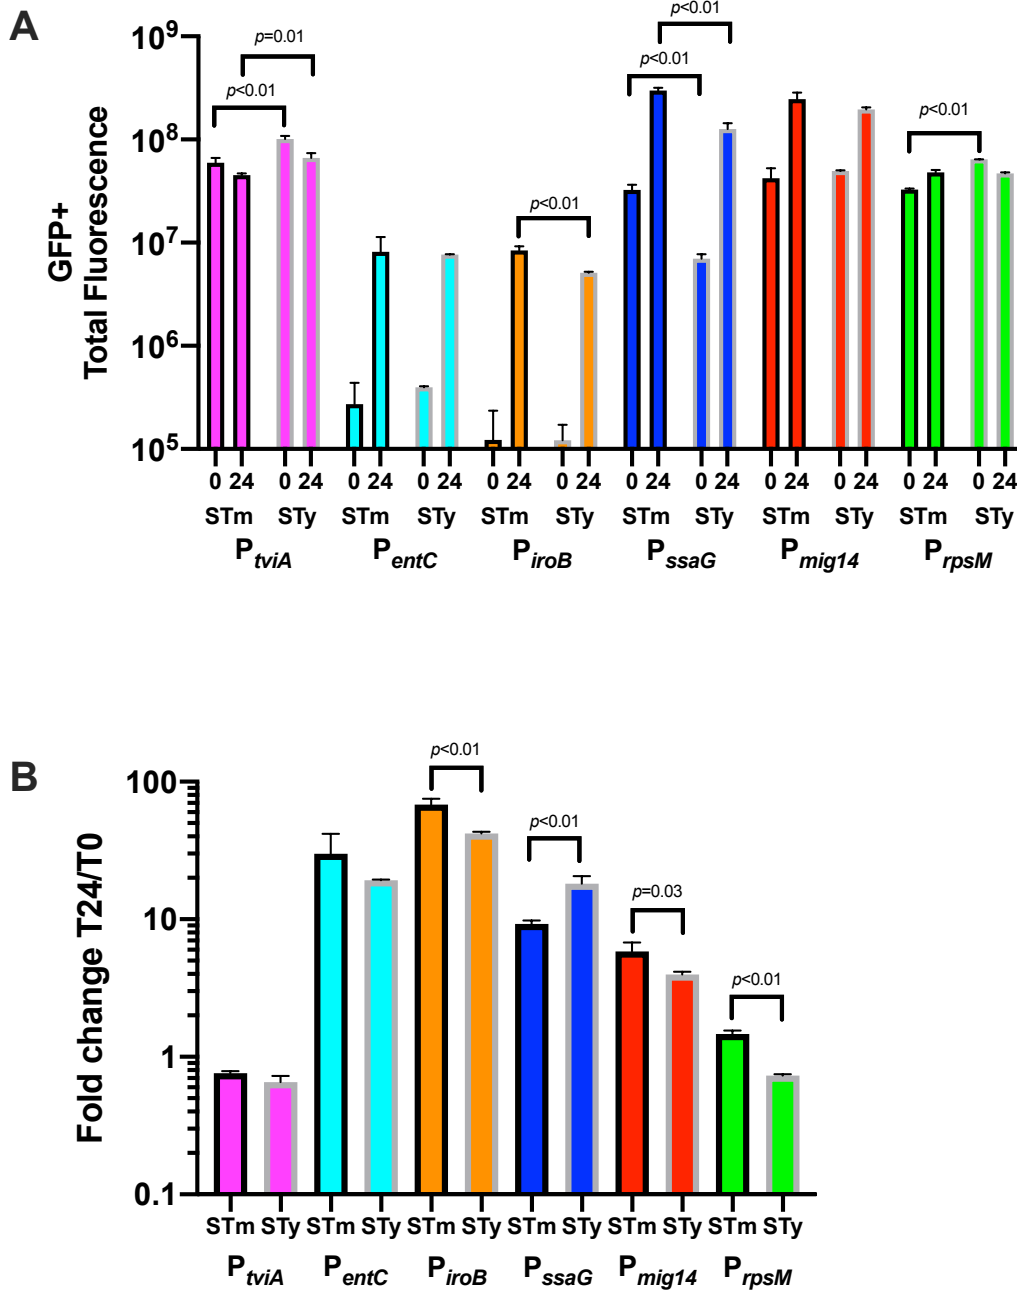 A
GFP+
Total Fluorescence
10⁹
10⁸
10⁷
10⁶
10⁵
p<0.01
p=0.01
p<0.01
p<0.01
p<0.01
p<0.01
0 24 0 24 0 24 0 24 0 24 0 24 0 24 0 24 0 24 0 24 0 24 0 24
STm STy STm STy STm STy STm STy STm STy STm STy
PtviA PentC PiroB PssaG Pmig14 PrpsM
B
Fold change T24/T0
100
10
1
0.1
p<0.01
p<0.01
p=0.03
p<0.01
STm STy STm STy STm STy STm STy STm STy STm STy
PtviA PentC PiroB PssaG Pmig14 PrpsM